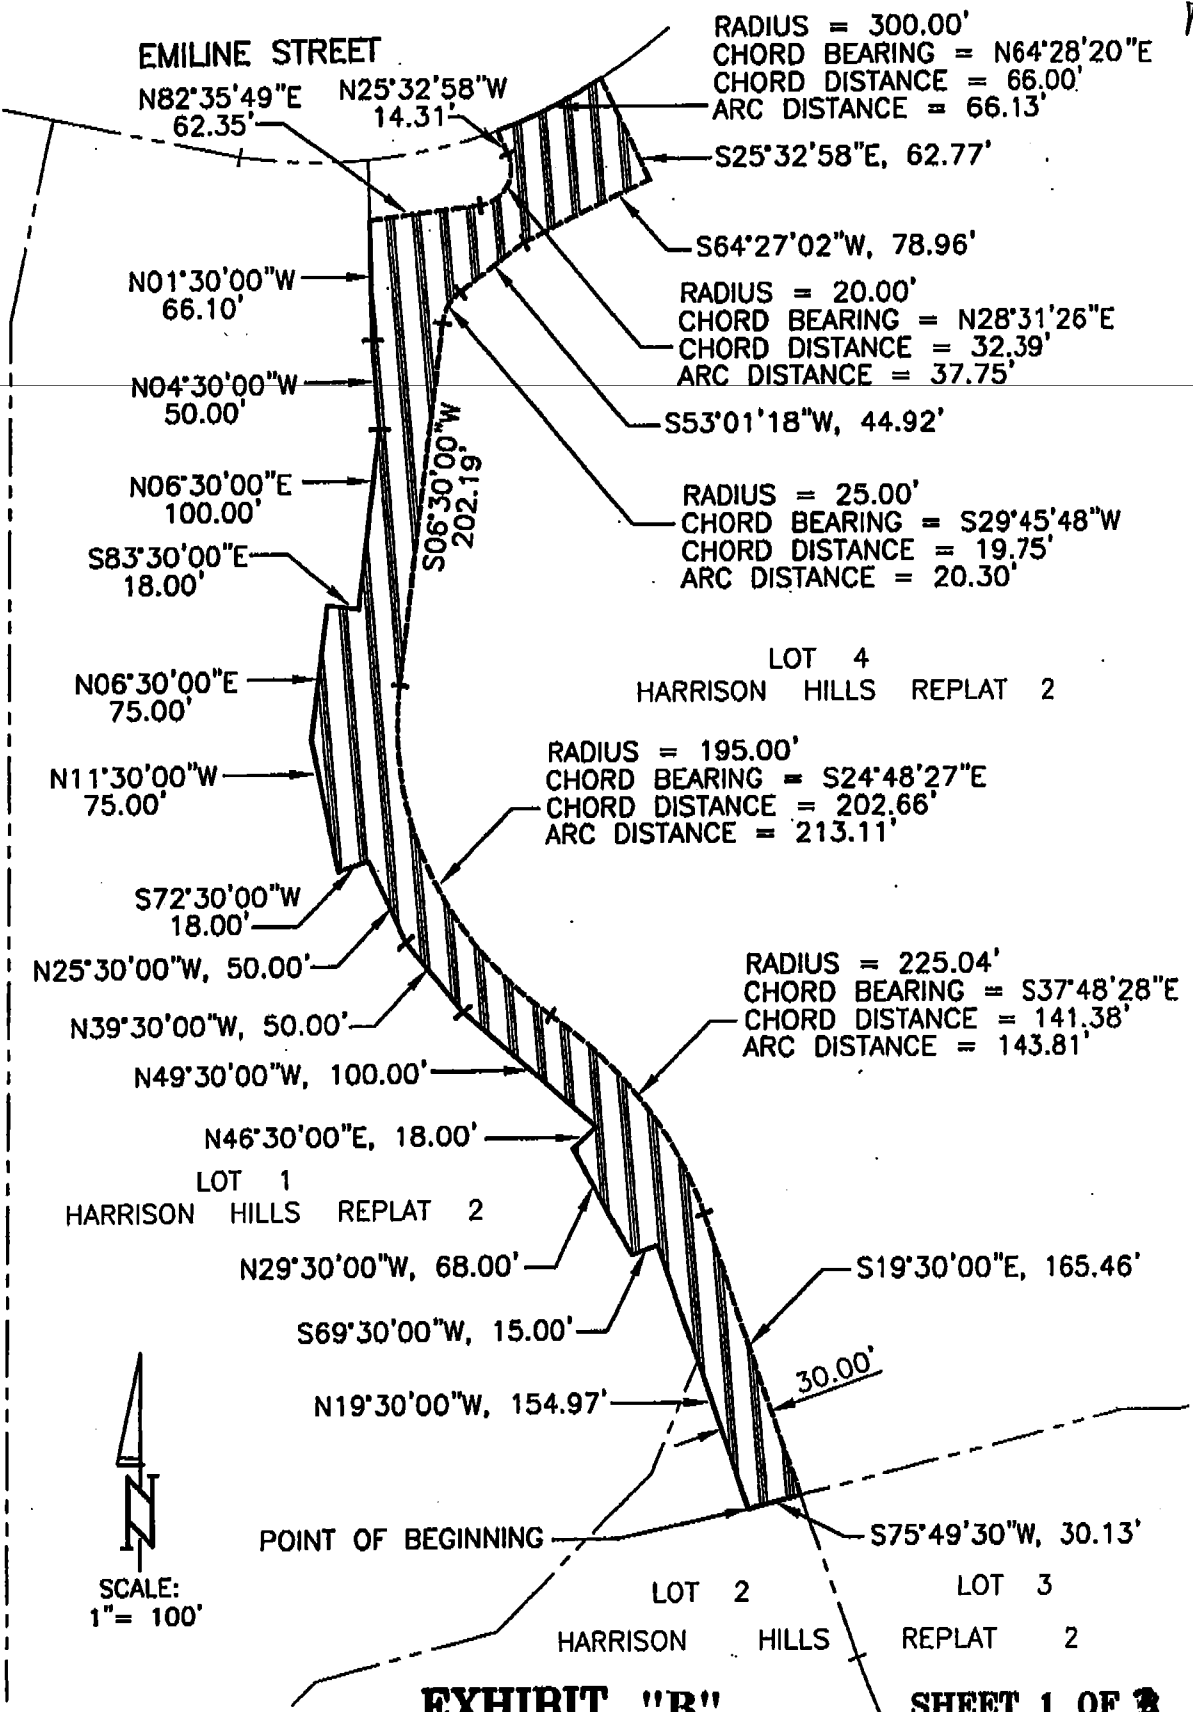 EMILINE STREET
N82°35'49"E
62.35'
N25°32'58"W
14.31'
RADIUS = 300.00'
CHORD BEARING = N64°28'20"E
CHORD DISTANCE = 66.00'
ARC DISTANCE = 66.13'
S25°32'58"E, 62.77'
S64°27'02"W, 78.96'
N01°30'00"W
66.10'
RADIUS = 20.00'
CHORD BEARING = N28°31'26"E
CHORD DISTANCE = 32.39'
ARC DISTANCE = 37.75'
N04°30'00"W
50.00'
S53°01'18"W, 44.92'
S06°30'00"W
202.19'
N06°30'00"E
100.00'
RADIUS = 25.00'
CHORD BEARING = S29°45'48"W
CHORD DISTANCE = 19.75'
ARC DISTANCE = 20.30'
S83°30'00"E
18.00'
LOT 4
HARRISON HILLS REPLAT 2
N06°30'00"E
75.00'
N11°30'00"W
75.00'
RADIUS = 195.00'
CHORD BEARING = S24°48'27"E
CHORD DISTANCE = 202.66'
ARC DISTANCE = 213.11'
S72°30'00"W
18.00'
N25°30'00"W, 50.00'
N39°30'00"W, 50.00'
RADIUS = 225.04'
CHORD BEARING = S37°48'28"E
CHORD DISTANCE = 141.38'
ARC DISTANCE = 143.81'
N49°30'00"W, 100.00'
N46°30'00"E, 18.00'
LOT 1
HARRISON HILLS REPLAT 2
N29°30'00"W, 68.00'
S19°30'00"E, 165.46'
S69°30'00"W, 15.00'
30.00'
N19°30'00"W, 154.97'
N
POINT OF BEGINNING
S75°49'30"W, 30.13'
SCALE:
1"= 100'
LOT 2
LOT 3
HARRISON HILLS REPLAT 2
EXHIBIT "B"
SHEET 1 OF